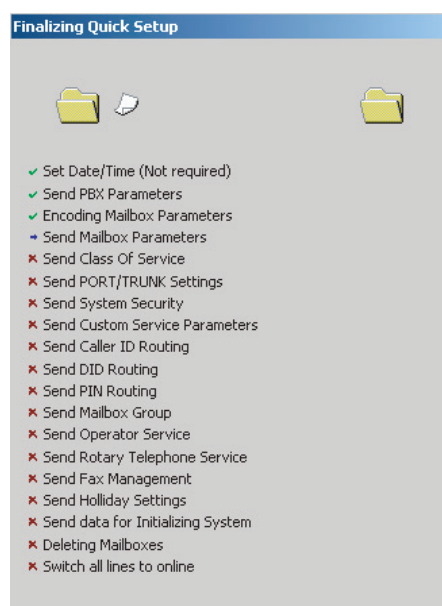 Finalizing Quick Setup
Set Date/Time (Not required)
Send PBX Parameters
Encoding Mailbox Parameters
Send Mailbox Parameters
Send Class Of Service
Send PORT/TRUNK Settings
Send System Security
Send Custom Service Parameters
Send Caller ID Routing
Send DID Routing
Send PIN Routing
Send Mailbox Group
Send Operator Service
Send Rotary Telephone Service
Send Fax Management
Send Holliday Settings
Send data for Initializing System
Deleting Mailboxes
Switch all lines to online